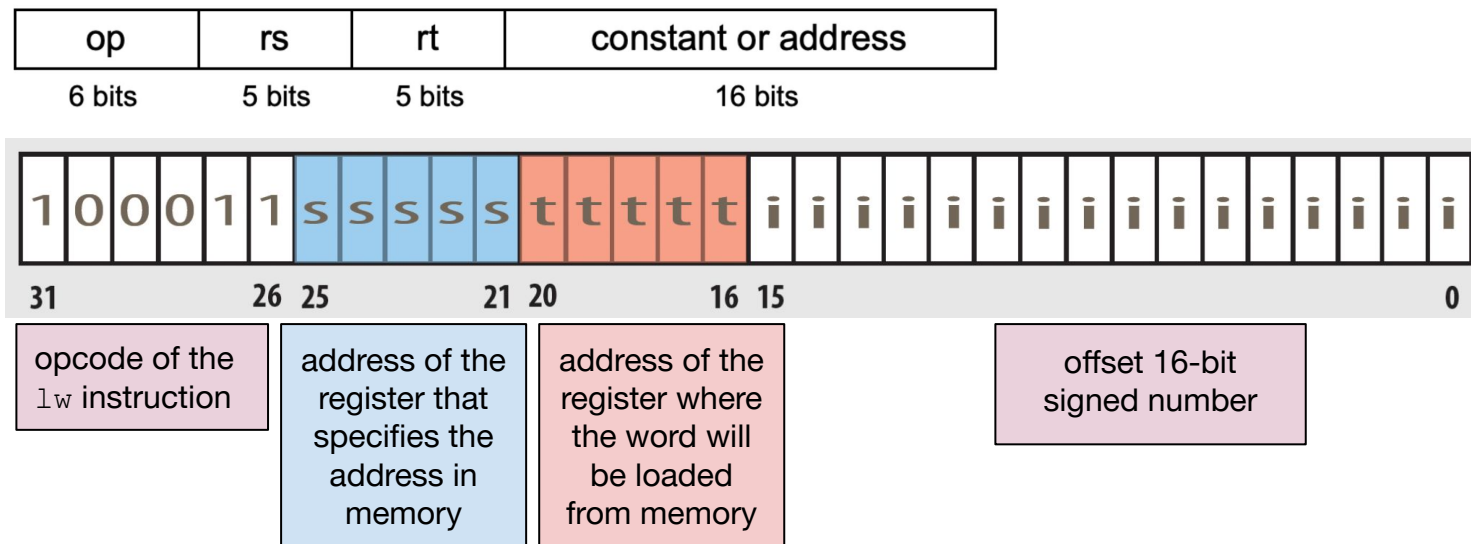 op rs rt constant or address
6 bits 5 bits 5 bits 16 bits
1 0 0 0 1 1 s s s s s t t t t t i i i i i i i i i i i i i i i i
31 26 25 21 20 16 15 0
opcode of the
lw instruction
address of the
register that
specifies the
address in
memory
address of the
register where
the word will
be loaded
from memory
offset 16-bit
signed number